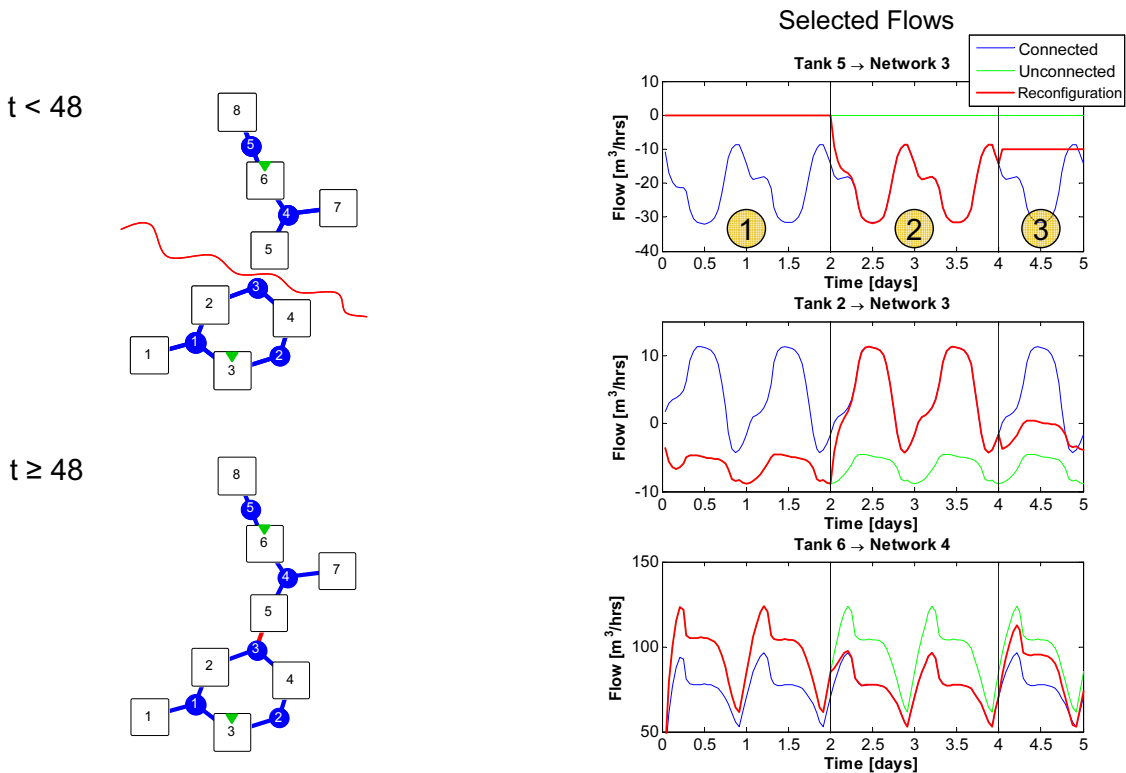 Selected Flows
Connected
Unconnected
Reconfiguration
t < 48
8
5
6
4
7
5
3
2
4
1
2
1
3
t ≥ 48
8
5
6
4
7
5
3
2
4
1
2
1
3
Tank 5 → Network 3
Flow [m³/hrs]
10
0
-10
-20
-30
-40
1
2
3
0 0.5 1 1.5 2 2.5 3 3.5 4 4.5 5
Time [days]
Tank 2 → Network 3
Flow [m³/hrs]
10
0
-10
0 0.5 1 1.5 2 2.5 3 3.5 4 4.5 5
Time [days]
Tank 6 → Network 4
Flow [m³/hrs]
150
100
50
0 0.5 1 1.5 2 2.5 3 3.5 4 4.5 5
Time [days]